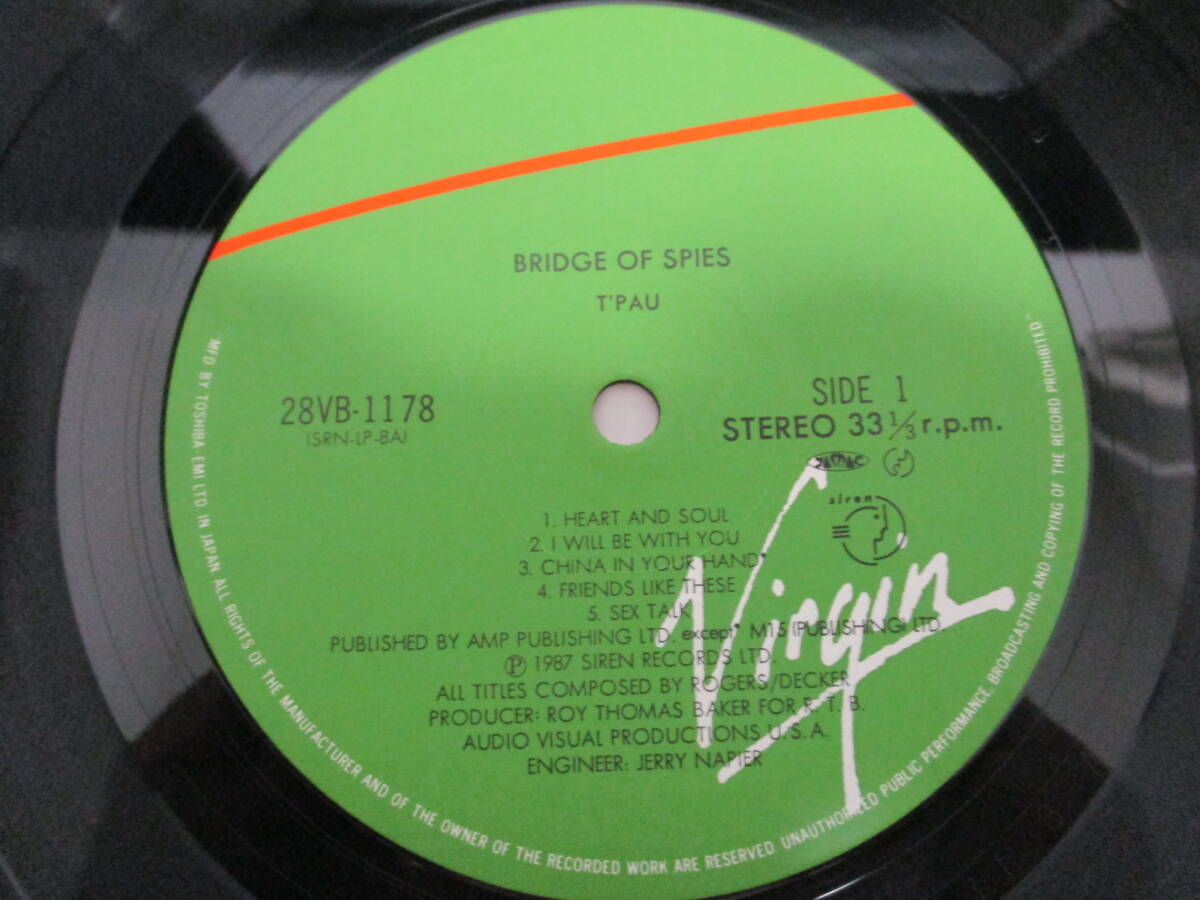 BRIDGE OF SPIES
T'PAU
28VB-1178
(SRN-LP-8A)
SIDE 1
STEREO 33 1/3 r.p.m.
siren
Virgin
1. HEART AND SOUL
2. I WILL BE WITH YOU
3. CHINA IN YOUR HAND*
4. FRIENDS LIKE THESE
5. SEX TALK
PUBLISHED BY AMP PUBLISHING LTD. except* M15 (PUBLISHING) LTD.
Ⓟ 1987 SIREN RECORDS LTD.
ALL TITLES COMPOSED BY ROGERS/DECKER
PRODUCER: ROY THOMAS BAKER FOR R.T.B.
AUDIO VISUAL PRODUCTIONS U.S.A.
ENGINEER: JERRY NAPIER
"MFD BY TOSHIBA EMI LTD IN JAPAN ALL RIGHTS OF THE MANUFACTURER AND OF THE OWNER OF THE RECORDED WORK ARE RESERVED. UNAUTHORIZED PUBLIC PERFORMANCE, BROADCASTING AND COPYING OF THE RECORD PROHIBITED"